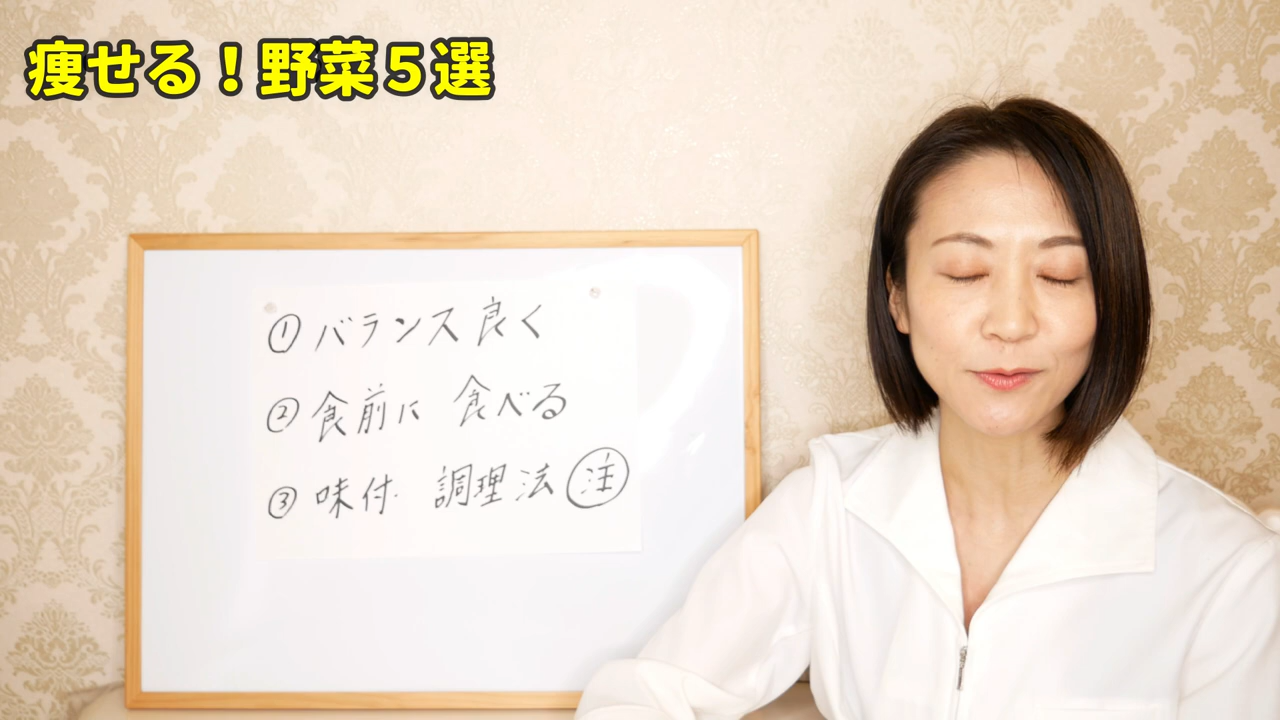 痩せる！野菜５選
① バランス良く
② 食前に 食べる
③ 味付 調理法 注